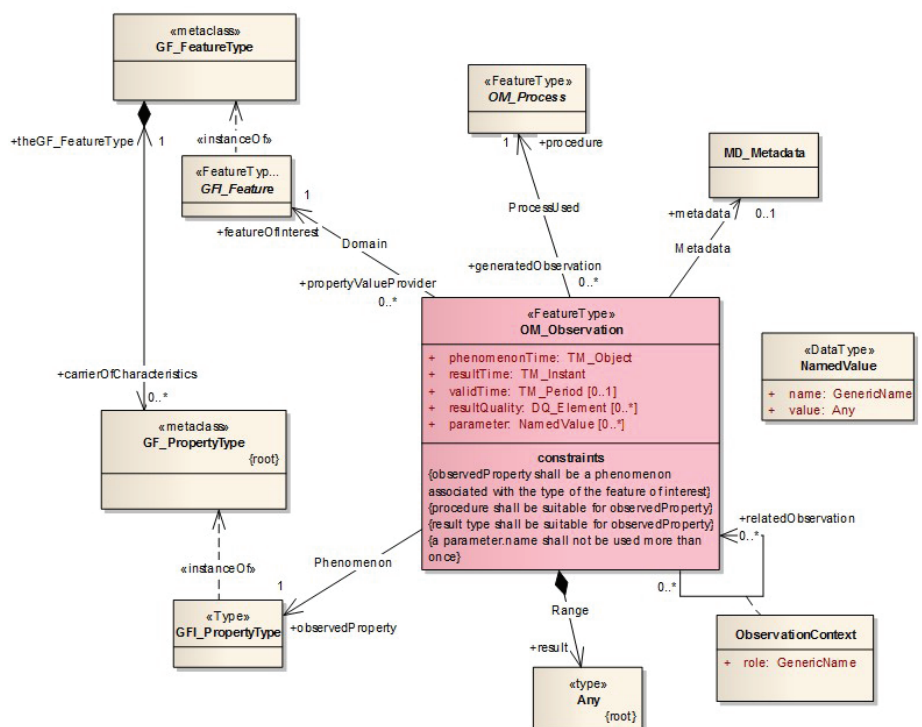 «metaclass»
GF_FeatureType
+theGF_FeatureType
1
«instanceOf»
«FeatureTyp...
GFI_Feature
1
+featureOfInterest
Domain
+propertyValueProvider
0..*
«FeatureType»
OM_Process
1
+procedure
ProcessUsed
+generatedObservation
0..*
MD_Metadata
+metadata
0..1
Metadata
«FeatureType»
OM_Observation
+ phenomenonTime: TM_Object
+ resultTime: TM_Instant
+ validTime: TM_Period [0..1]
+ resultQuality: DQ_Element [0..*]
+ parameter: NamedValue [0..*]
constraints
{observedProperty shall be a phenomenon
associated with the type of the feature of interest}
{procedure shall be suitable for observedProperty}
{result type shall be suitable for observedProperty}
{a parameter.name shall not be used more than
once}
«DataType»
NamedValue
+ name: GenericName
+ value: Any
+carrierOfCharacteristics
0..*
«metaclass»
GF_PropertyType
{root}
«instanceOf»
Phenomenon
1
+observedProperty
«Type»
GFI_PropertyType
+relatedObservation
0..*
0..*
Range
+result
«type»
Any
{root}
ObservationContext
+ role: GenericName